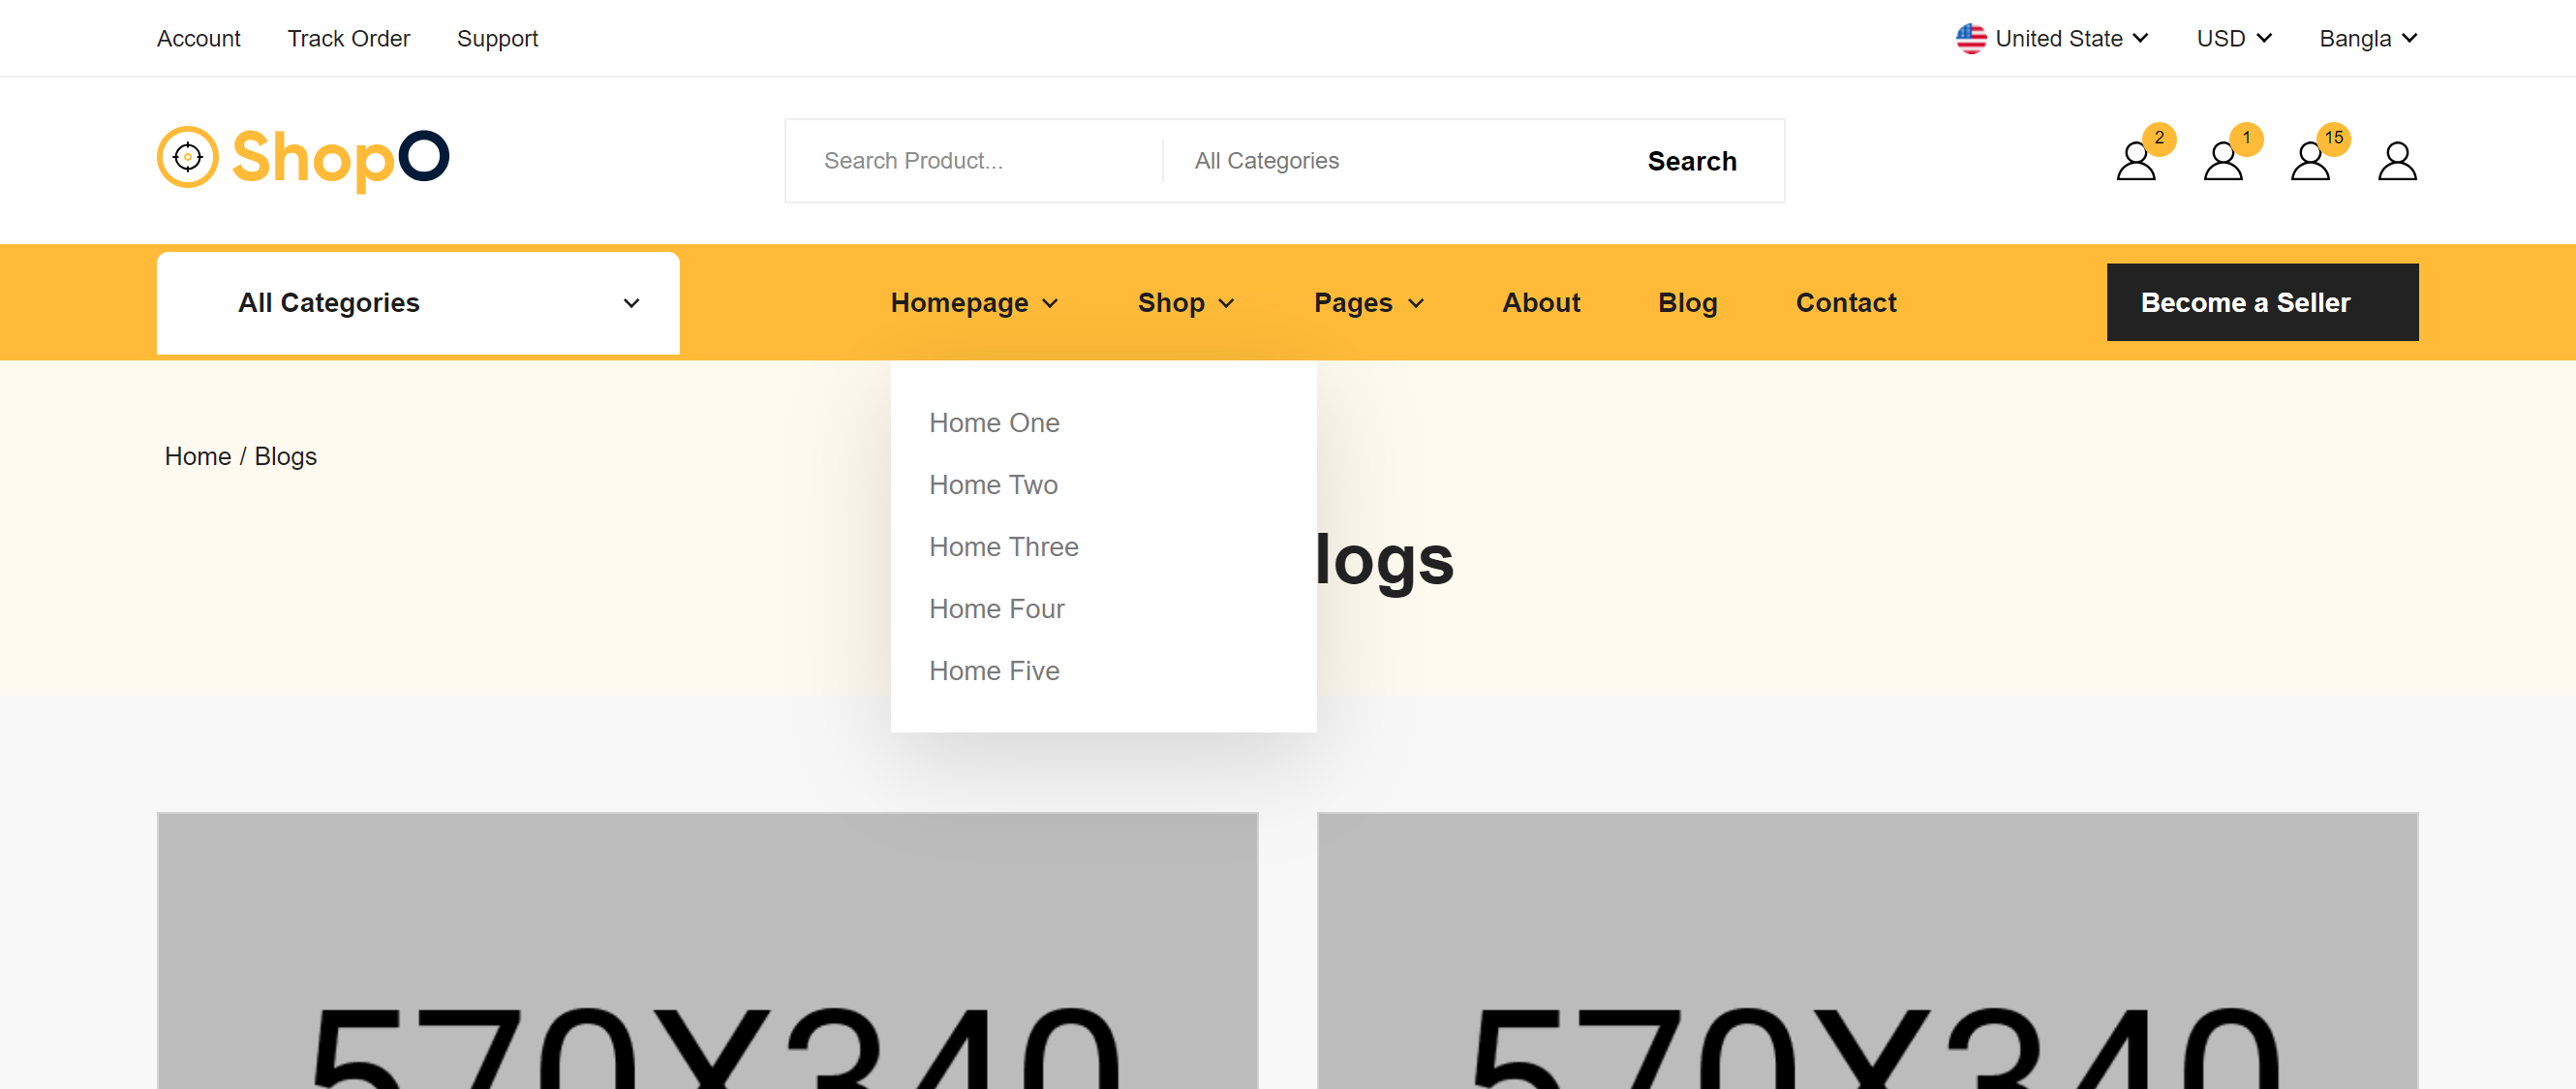 Account Track Order Support United State USD Bangla
ShopO Search Product... All Categories Search 2 1 15
All Categories Homepage Shop Pages About Blog Contact Become a Seller
Home One
Home / Blogs
Home Two
Home Three
logs
Home Four
Home Five
570X340 570X340